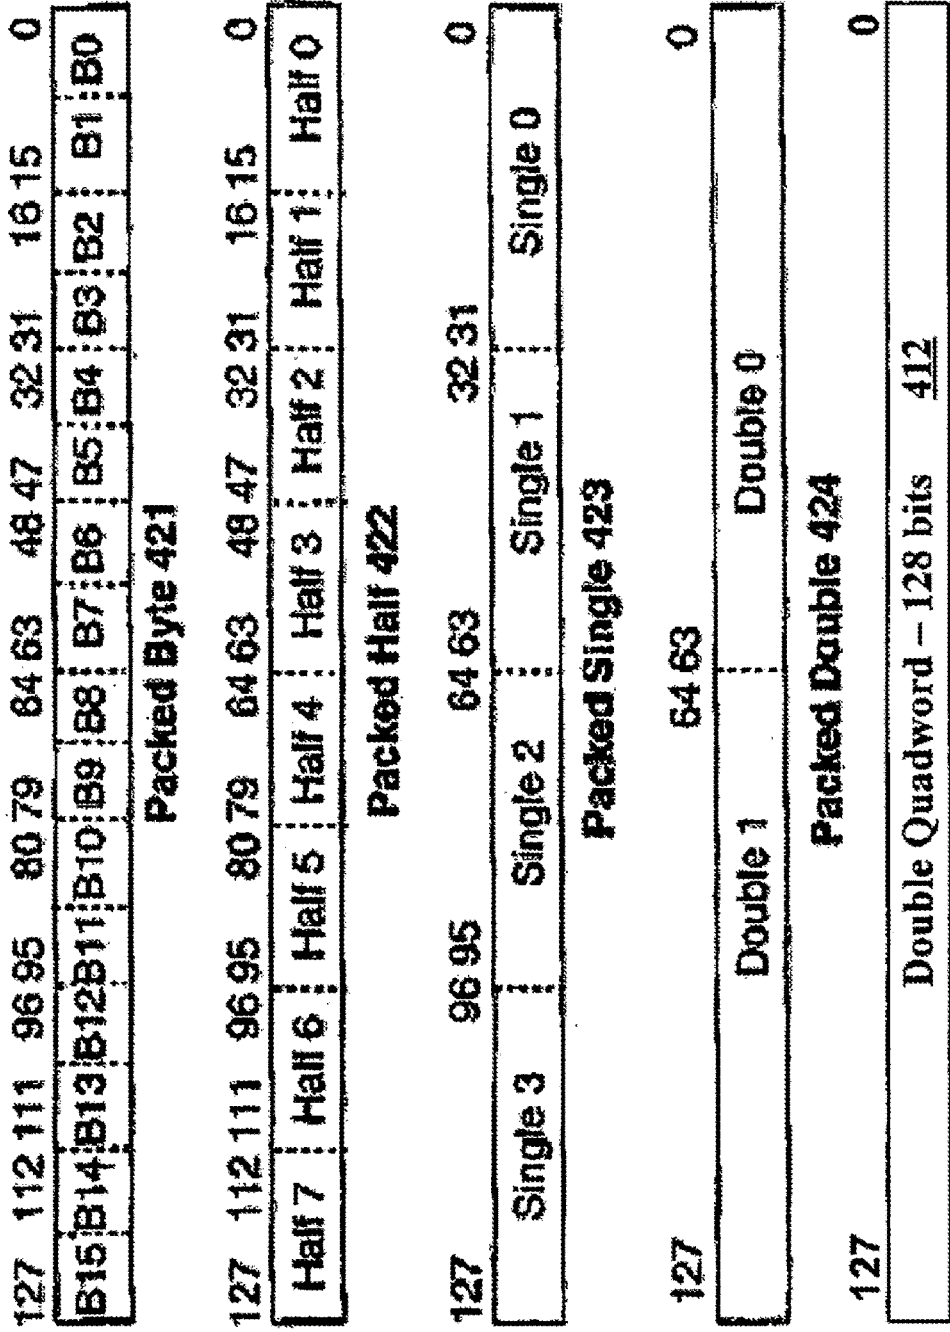 127 112 111 96 95 80 79 64 63 48 47 32 31 16 15 0
B15 B14 B13 B12 B11 B10 B9 B8 B7 B6 B5 B4 B3 B2 B1 B0
Packed Byte 421
127 112 111 96 95 80 79 64 63 48 47 32 31 16 15 0
Half 7 Half 6 Half 5 Half 4 Half 3 Half 2 Half 1 Half 0
Packed Half 422
127 96 95 64 63 32 31 0
Single 3 Single 2 Single 1 Single 0
Packed Single 423
127 64 63 0
Double 1 Double 0
Packed Double 424
127 0
Double Quadword – 128 bits 412